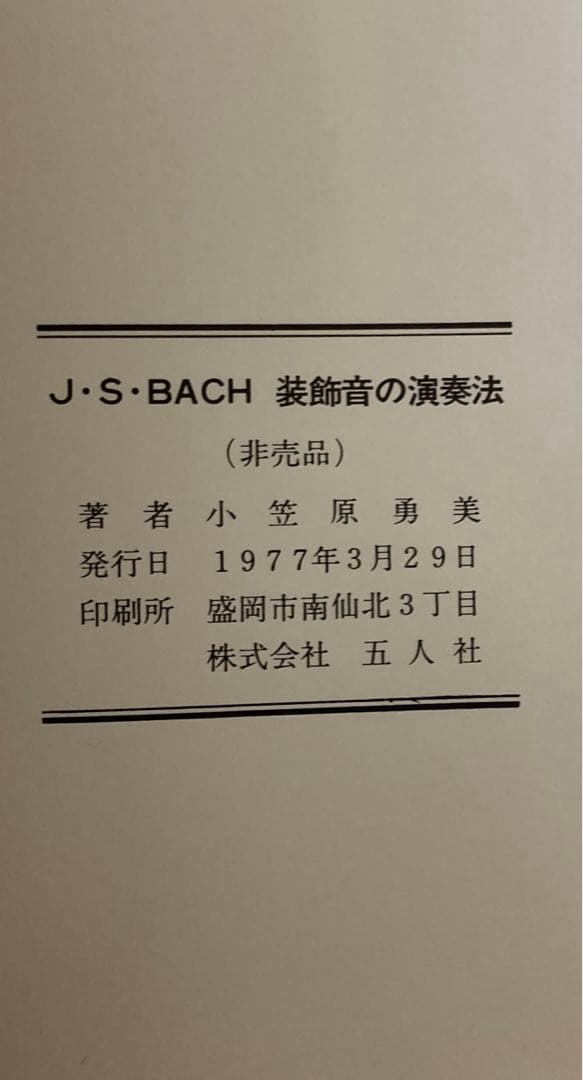 J・S・BACH 装飾音の演奏法
（非売品）
著者 小笠原勇美
発行日 1977年3月29日
印刷所 盛岡市南仙北3丁目
株式会社 五人社